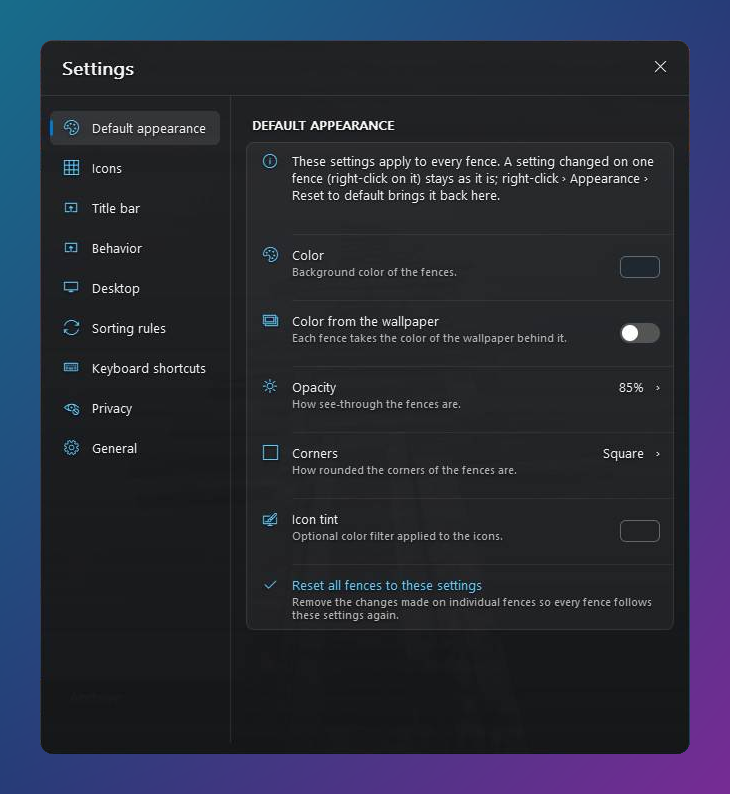 Settings
Default appearance
Icons
Title bar
Behavior
Desktop
Sorting rules
Keyboard shortcuts
Privacy
General
DEFAULT APPEARANCE
These settings apply to every fence. A setting changed on one
fence (right-click on it) stays as it is; right-click › Appearance ›
Reset to default brings it back here.
Color
Background color of the fences.
Color from the wallpaper
Each fence takes the color of the wallpaper behind it.
Opacity
85% ›
How see-through the fences are.
Corners
Square ›
How rounded the corners of the fences are.
Icon tint
Optional color filter applied to the icons.
Reset all fences to these settings
Remove the changes made on individual fences so every fence follows
these settings again.